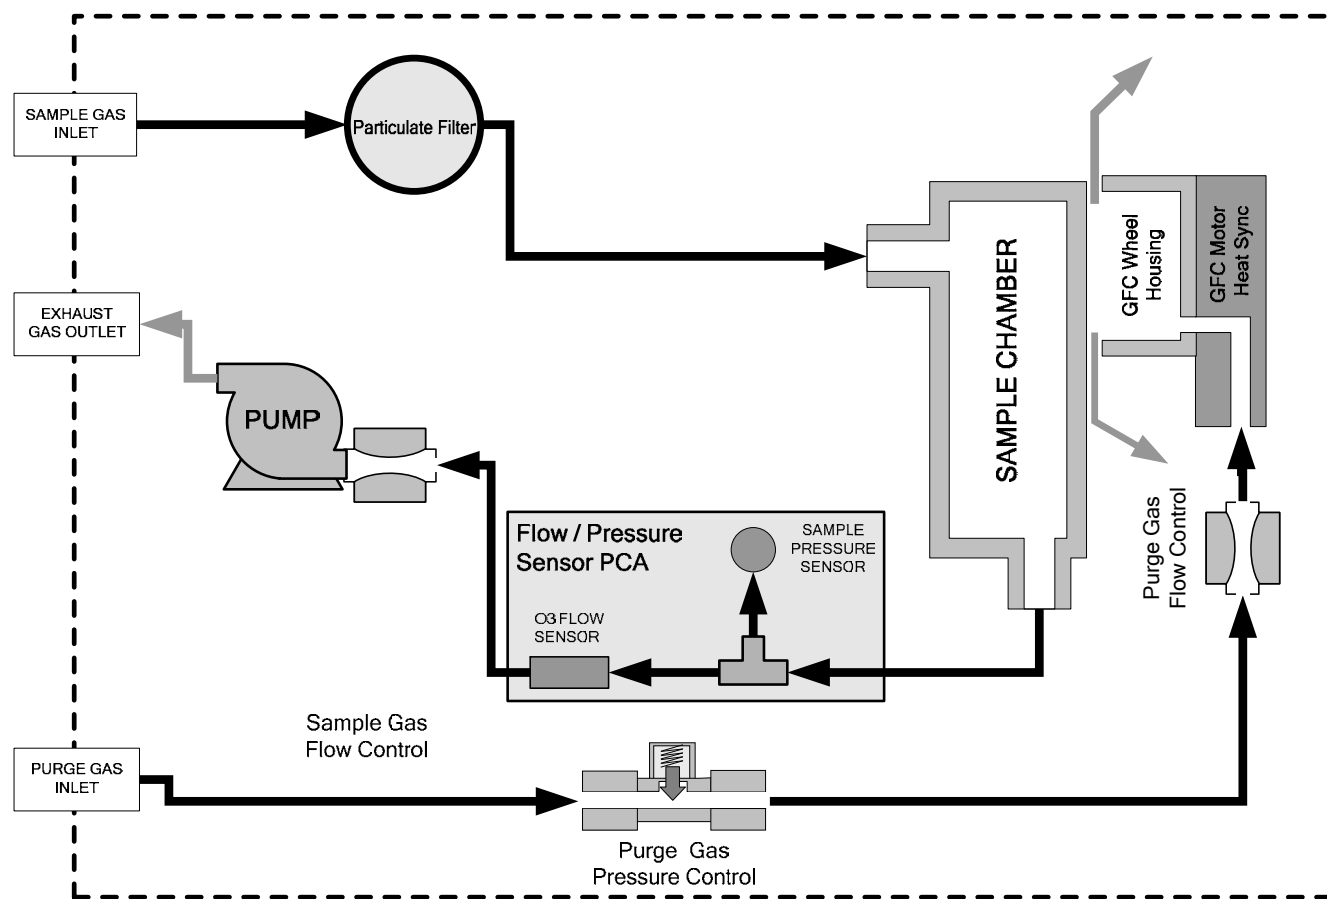 SAMPLE GAS
INLET
Particulate Filter
EXHAUST
GAS OUTLET
PUMP
SAMPLE CHAMBER
GFC Wheel
Housing
GFC Motor
Heat Sync
Flow / Pressure
Sensor PCA
SAMPLE
PRESSURE
SENSOR
O3 FLOW
SENSOR
Purge Gas
Flow Control
Sample Gas
Flow Control
PURGE GAS
INLET
Purge Gas
Pressure Control